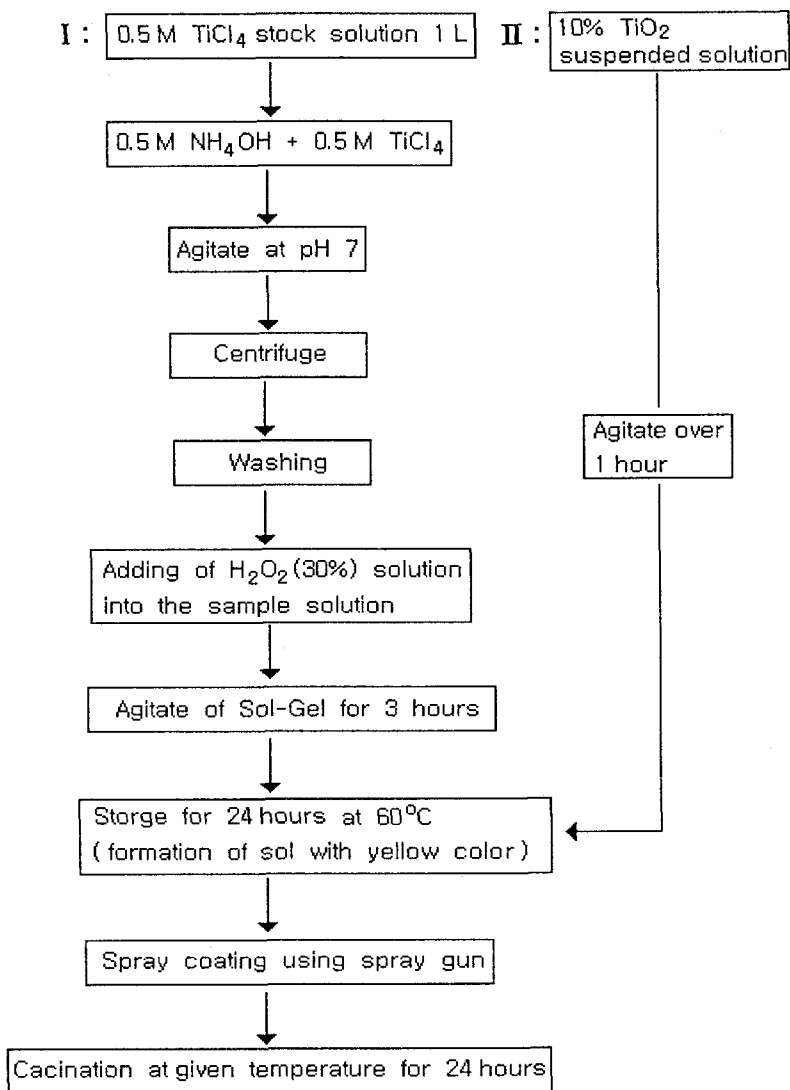 I : 0.5 M TiCl4 stock solution 1 L
II : 10% TiO2
suspended solution
0.5 M NH4OH + 0.5 M TiCl4
Agitate at pH 7
Centrifuge
Washing
Agitate over
1 hour
Adding of H2O2 (30%) solution
into the sample solution
Agitate of Sol-Gel for 3 hours
Storge for 24 hours at 60°C
( formation of sol with yellow color )
Spray coating using spray gun
Cacination at given temperature for 24 hours